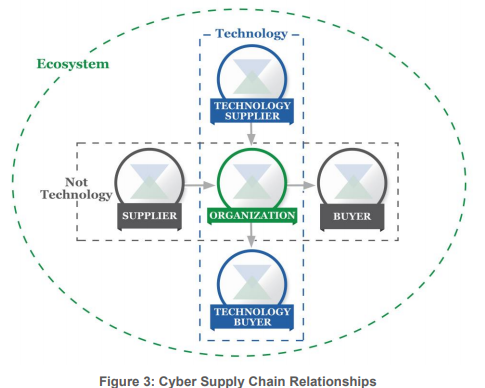 Technology
Ecosystem
TECHNOLOGY
SUPPLIER
Not
Technology
SUPPLIER
ORGANIZATION
BUYER
TECHNOLOGY
BUYER
Figure 3: Cyber Supply Chain Relationships